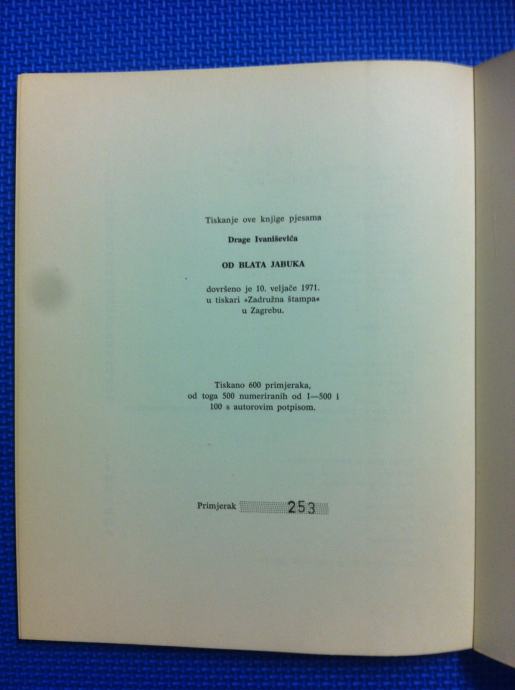 Tiskanje ove knjige pjesama
Drage Ivaniševića
OD BLATA JABUKA
dovršeno je 10. veljače 1971.
u tiskari »Zadružna štampa«
u Zagrebu.
Tiskano 600 primjeraka,
od toga 500 numeriranih od 1—500 i
100 s autorovim potpisom.
Primjerak 253